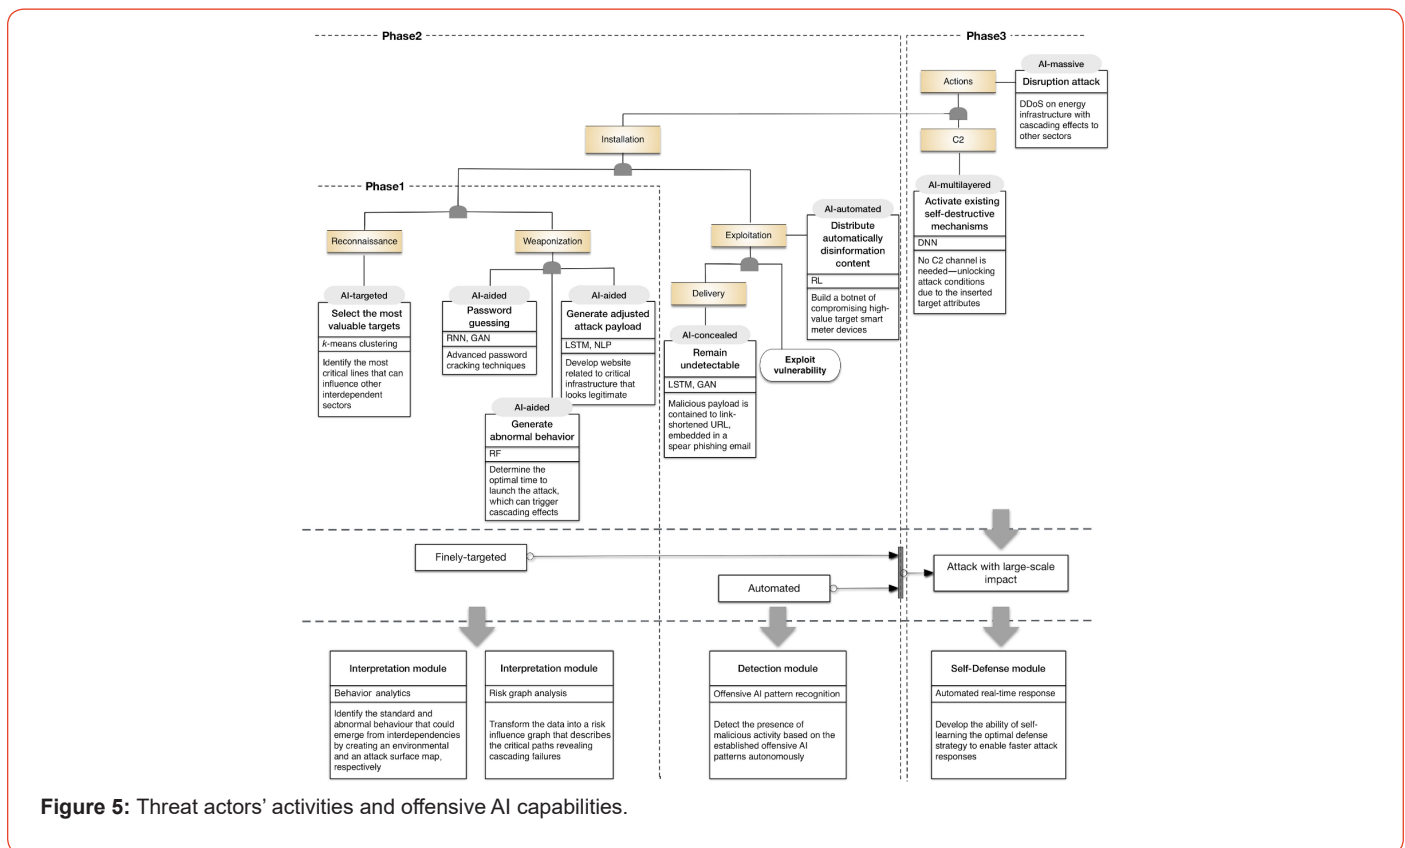 Phase2
Phase3
AI-massive
Actions
Disruption attack
DDoS on energy
infrastructure with
cascading effects to
other sectors
Installation
C2
Phase1
AI-multilayered
Activate existing
self-destructive
mechanisms
DNN
No C2 channel is
needed—unlocking
attack conditions
due to the inserted
target attributes
AI-automated
Distribute
automatically
disinformation
content
RL
Build a botnet of
compromising high-
value target smart
meter devices
Reconnaissance
Weaponization
Exploitation
Delivery
AI-targeted
Select the most
valuable targets
k-means clustering
Identify the most
critical lines that can
influence other
interdependent
sectors
AI-aided
Password
guessing
RNN, GAN
Advanced password
cracking techniques
AI-aided
Generate adjusted
attack payload
LSTM, NLP
Develop website
related to critical
infrastructure that
looks legitimate
AI-concealed
Remain
undetectable
LSTM, GAN
Malicious payload is
contained to link-
shortened URL,
embedded in a
spear phishing email
Exploit
vulnerability
AI-aided
Generate
abnormal behavior
RF
Determine the
optimal time to
launch the attack,
which can trigger
cascading effects
Finely-targeted
Automated
Attack with large-scale
impact
Interpretation module
Behavior analytics
Identify the standard and
abnormal behaviour that could
emerge from interdependencies
by creating an environmental
and an attack surface map,
respectively
Interpretation module
Risk graph analysis
Transform the data into a risk
influence graph that describes
the critical paths revealing
cascading failures
Detection module
Offensive AI pattern recognition
Detect the presence of
malicious activity based on the
established offensive AI
patterns autonomously
Self-Defense module
Automated real-time response
Develop the ability of self-
learning the optimal defense
strategy to enable faster attack
responses
Figure 5: Threat actors' activities and offensive AI capabilities.